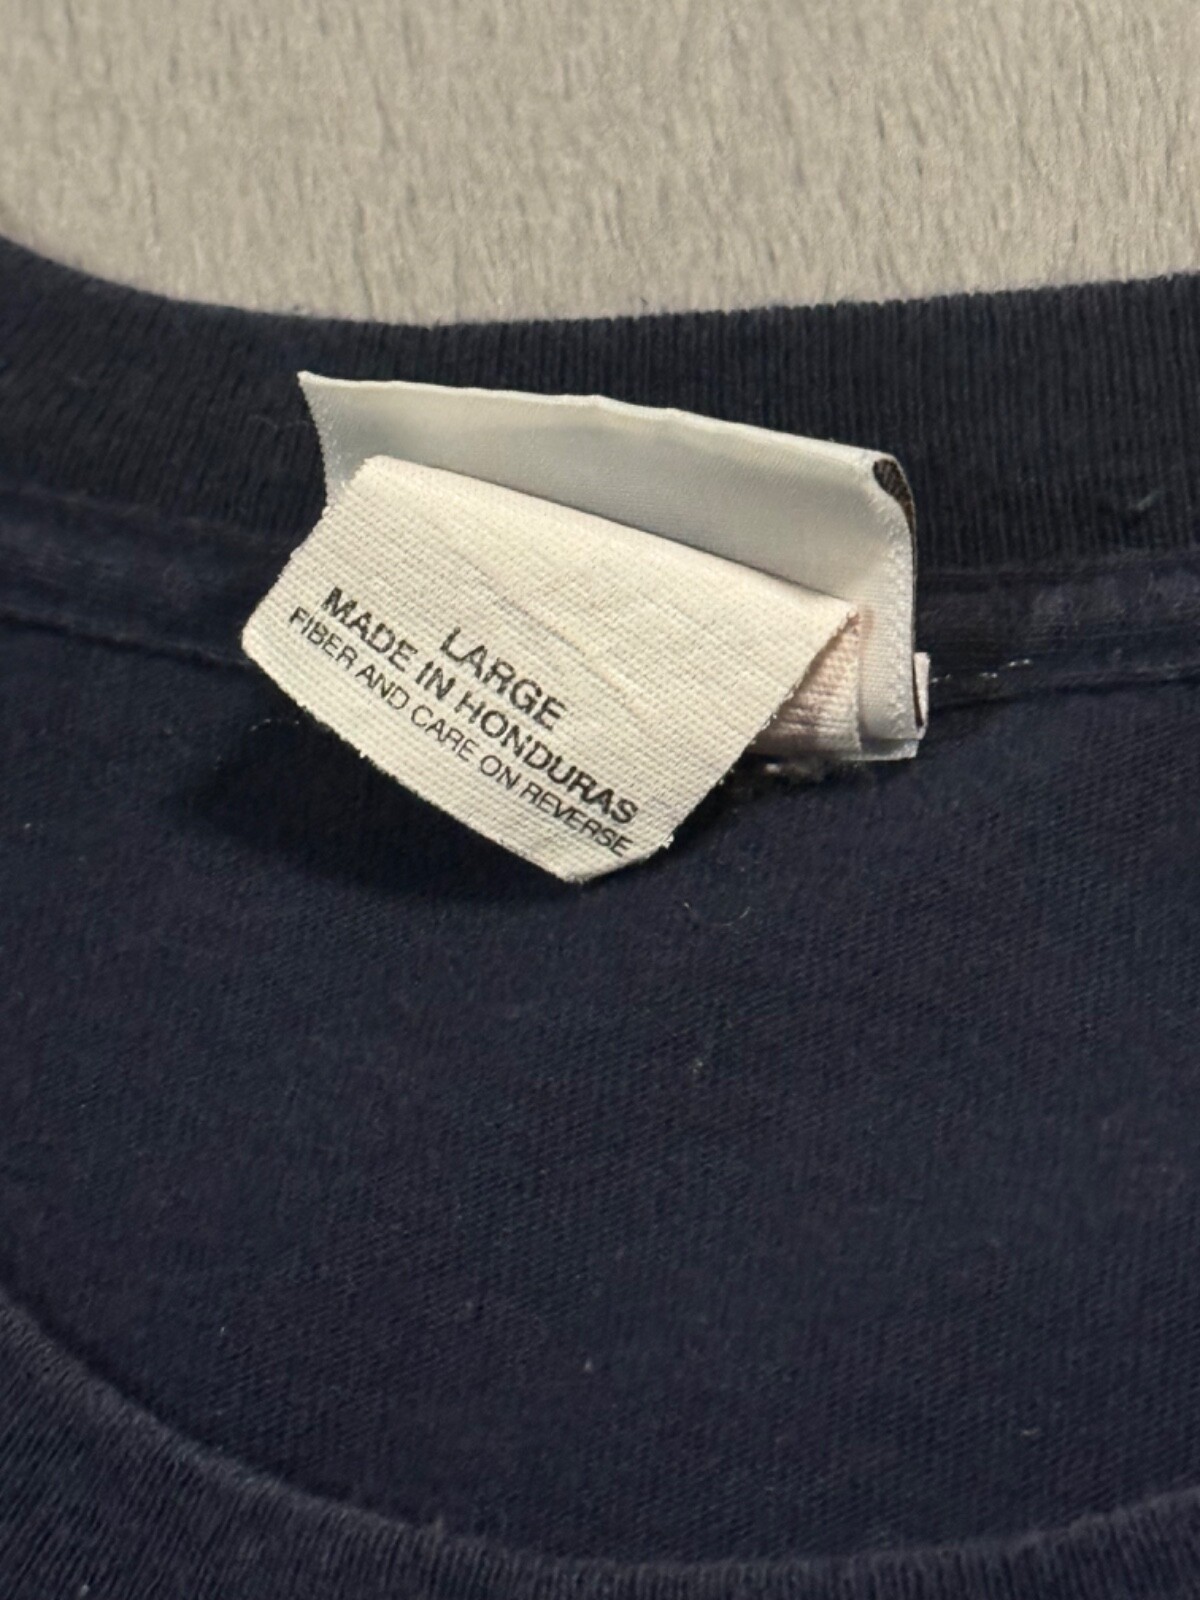 LARGE
MADE IN HONDURAS
FIBER AND CARE ON REVERSE